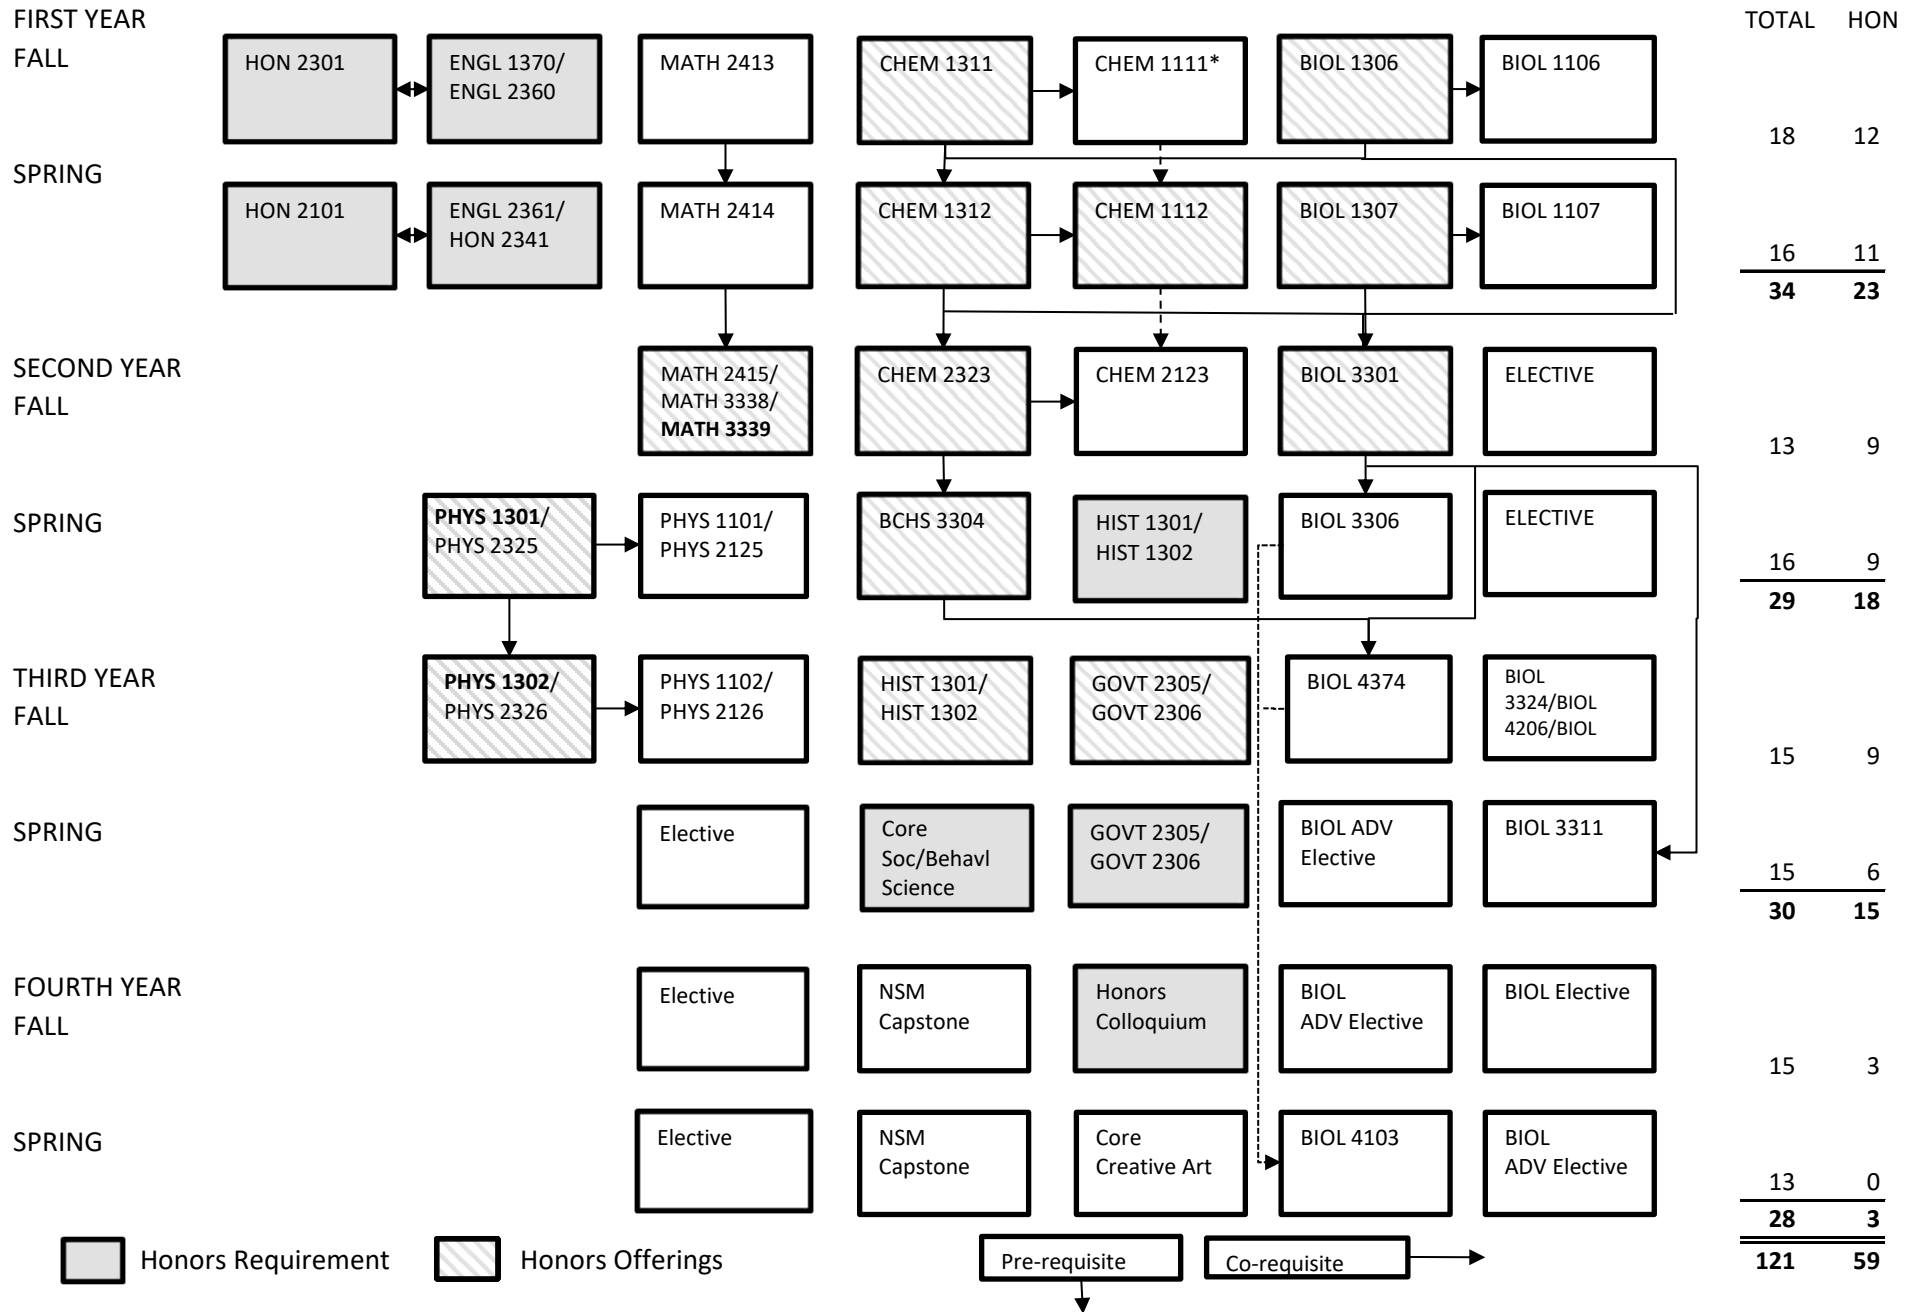 FIRST YEAR
FALL
TOTAL HON
HON 2301
ENGL 1370/
ENGL 2360
MATH 2413
CHEM 1311
CHEM 1111*
BIOL 1306
BIOL 1106
18 12
SPRING
HON 2101
ENGL 2361/
HON 2341
MATH 2414
CHEM 1312
CHEM 1112
BIOL 1307
BIOL 1107
16 11
34 23
SECOND YEAR
FALL
MATH 2415/
MATH 3338/
MATH 3339
CHEM 2323
CHEM 2123
BIOL 3301
ELECTIVE
13 9
SPRING
PHYS 1301/
PHYS 2325
PHYS 1101/
PHYS 2125
BCHS 3304
HIST 1301/
HIST 1302
BIOL 3306
ELECTIVE
16 9
29 18
THIRD YEAR
FALL
PHYS 1302/
PHYS 2326
PHYS 1102/
PHYS 2126
HIST 1301/
HIST 1302
GOVT 2305/
GOVT 2306
BIOL 4374
BIOL
3324/BIOL
4206/BIOL
15 9
SPRING
Elective
Core
Soc/Behavl
Science
GOVT 2305/
GOVT 2306
BIOL ADV
Elective
BIOL 3311
15 6
30 15
FOURTH YEAR
FALL
Elective
NSM
Capstone
Honors
Colloquium
BIOL
ADV Elective
BIOL Elective
15 3
SPRING
Elective
NSM
Capstone
Core
Creative Art
BIOL 4103
BIOL
ADV Elective
13 0
28 3
121 59
Honors Requirement
Honors Offerings
Pre-requisite
Co-requisite